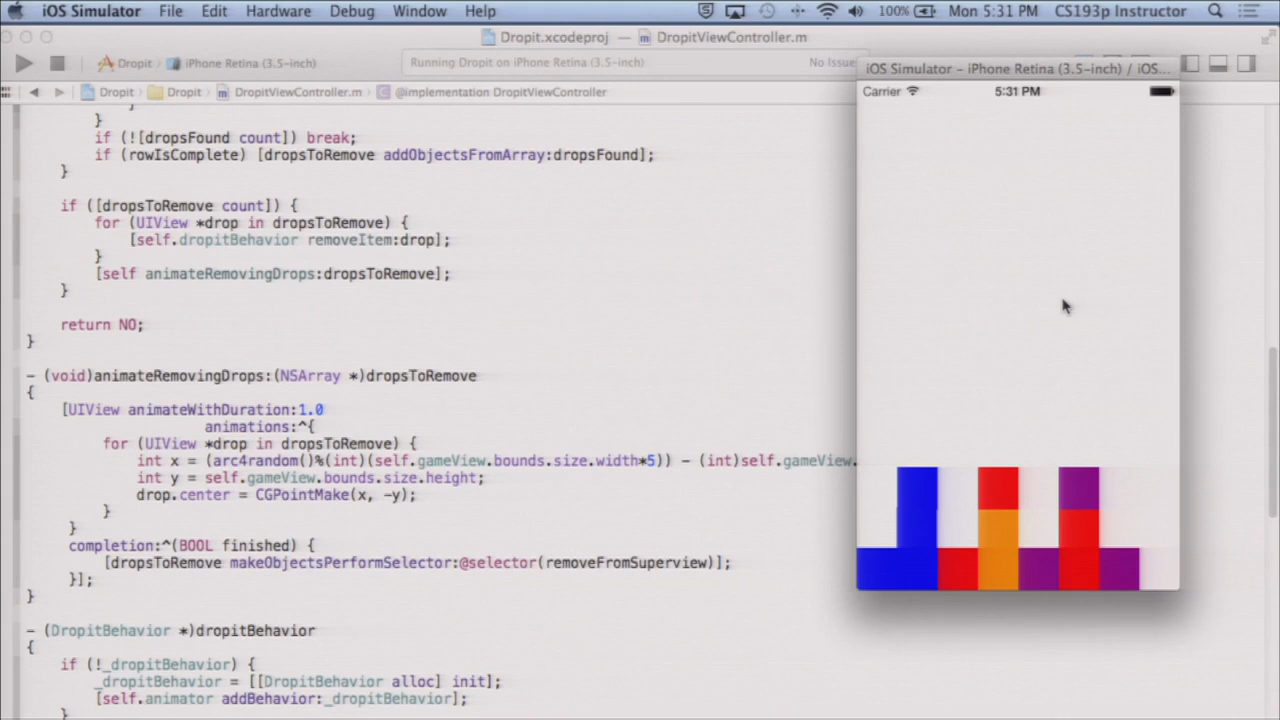 iOS Simulator File Edit Hardware Debug Window Help 100% Mon 5:31 PM CS193p Instructor
Dropit.xcodeproj — DropitViewController.m
Dropit iPhone Retina (3.5-inch) Running Dropit on iPhone Retina (3.5-inch) No Issue
Dropit Dropit DropitViewController.m @implementation DropitViewController
iOS Simulator – iPhone Retina (3.5-inch) / iOS...
Carrier 5:31 PM
}
if (![dropsFound count]) break;
if (rowIsComplete) [dropsToRemove addObjectsFromArray:dropsFound];
}
if ([dropsToRemove count]) {
for (UIView *drop in dropsToRemove) {
[self.dropitBehavior removeItem:drop];
}
[self animateRemovingDrops:dropsToRemove];
}
return NO;
}
- (void)animateRemovingDrops:(NSArray *)dropsToRemove
{
[UIView animateWithDuration:1.0
animations:^{
for (UIView *drop in dropsToRemove) {
int x = (arc4random()%(int)(self.gameView.bounds.size.width*5)) - (int)self.gameView.
int y = self.gameView.bounds.size.height;
drop.center = CGPointMake(x, -y);
}
}
completion:^(BOOL finished) {
[dropsToRemove makeObjectsPerformSelector:@selector(removeFromSuperview)];
}];
}
- (DropitBehavior *)dropitBehavior
{
if (!_dropitBehavior) {
_dropitBehavior = [[DropitBehavior alloc] init];
[self.animator addBehavior:_dropitBehavior];
}